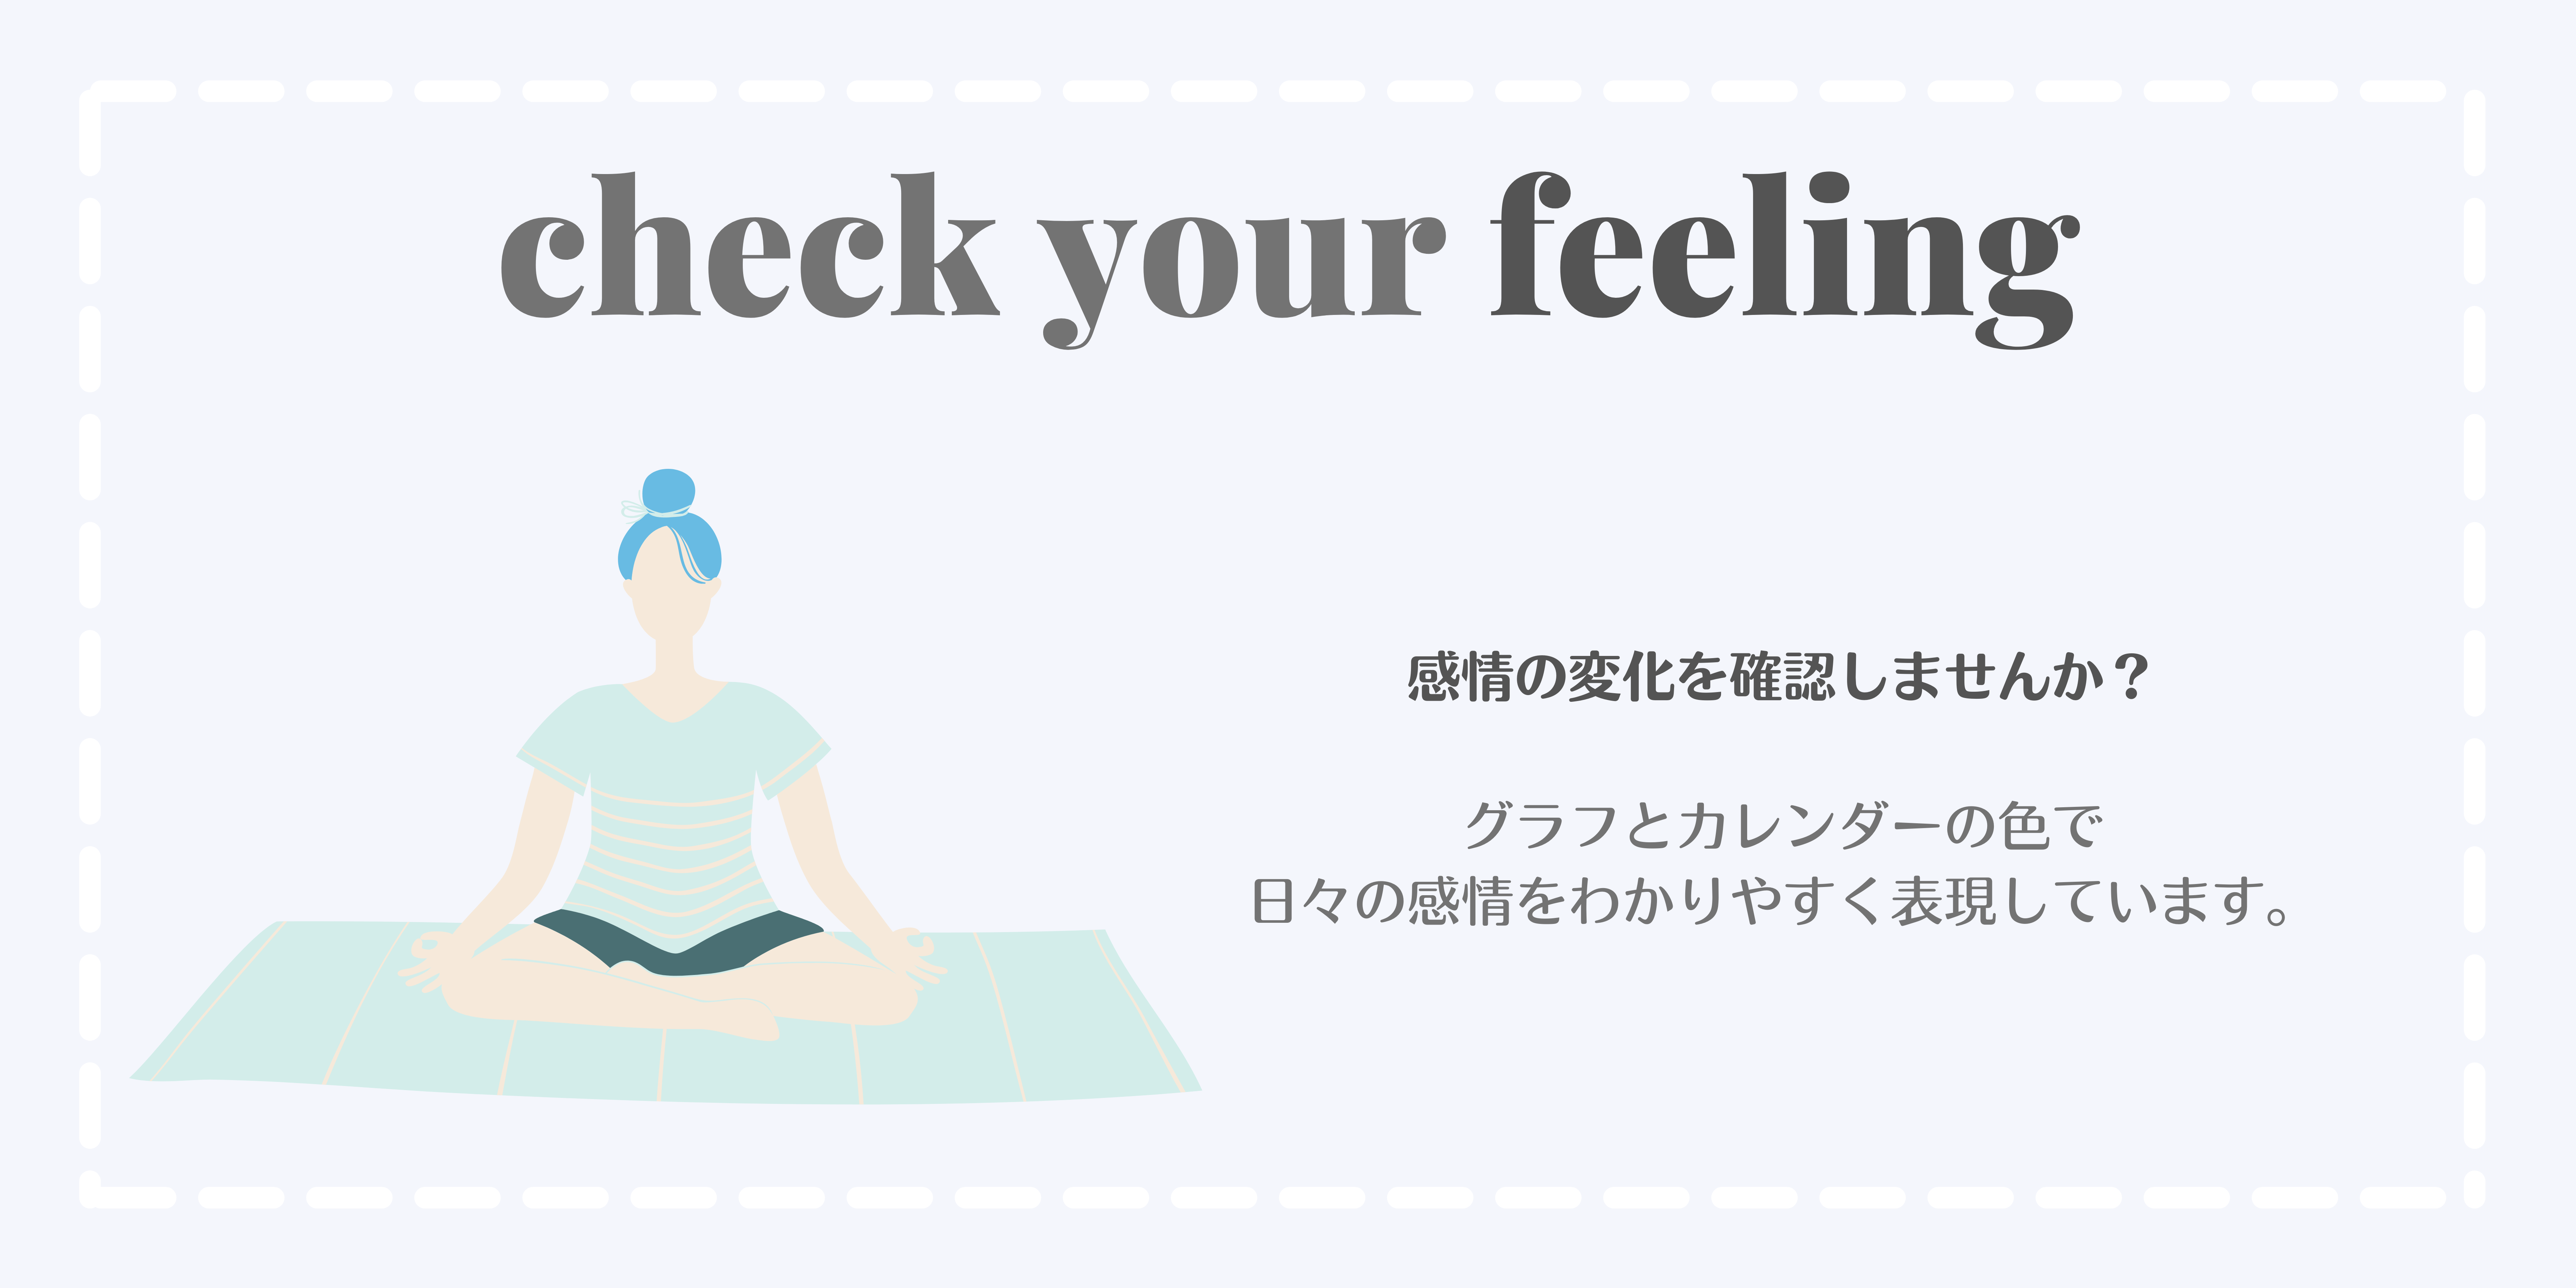 check your feeling
感情の変化を確認しませんか？
グラフとカレンダーの色で
日々の感情をわかりやすく表現しています。